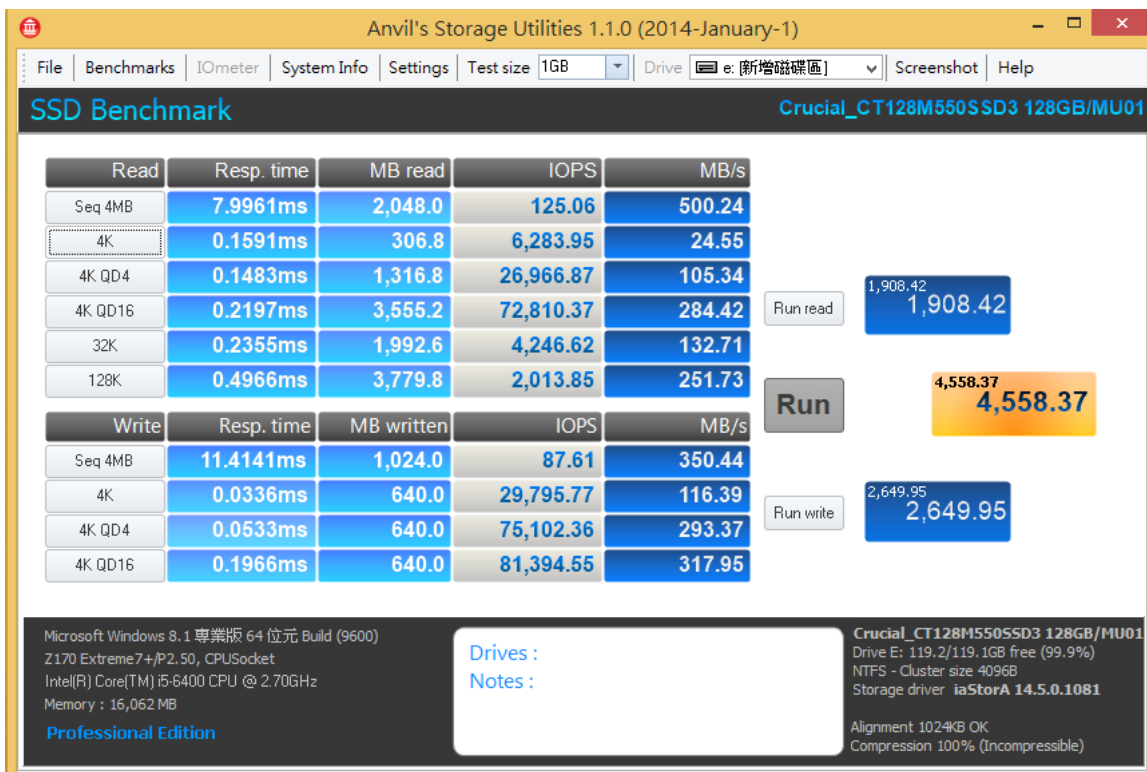 Anvil's Storage Utilities 1.1.0 (2014-January-1)
File Benchmarks IOmeter System Info Settings Test size 1GB Drive e: [新增磁碟區] Screenshot Help
SSD Benchmark Crucial_CT128M550SSD3 128GB/MU01
Read Resp. time MB read IOPS MB/s
Seq 4MB 7.9961ms 2,048.0 125.06 500.24
4K 0.1591ms 306.8 6,283.95 24.55
4K QD4 0.1483ms 1,316.8 26,966.87 105.34
4K QD16 0.2197ms 3,555.2 72,810.37 284.42
32K 0.2355ms 1,992.6 4,246.62 132.71
128K 0.4966ms 3,779.8 2,013.85 251.73
Run read 1,908.42 1,908.42
Run 4,558.37 4,558.37
Write Resp. time MB written IOPS MB/s
Seq 4MB 11.4141ms 1,024.0 87.61 350.44
4K 0.0336ms 640.0 29,795.77 116.39
4K QD4 0.0533ms 640.0 75,102.36 293.37
4K QD16 0.1966ms 640.0 81,394.55 317.95
Run write 2,649.95 2,649.95
Microsoft Windows 8.1 專業版 64 位元 Build (9600)
Z170 Extreme7+/P2.50, CPUSocket
Intel(R) Core(TM) i5-6400 CPU @ 2.70GHz
Memory : 16,062 MB
Professional Edition
Drives :
Notes :
Crucial_CT128M550SSD3 128GB/MU01
Drive E: 119.2/119.1GB free (99.9%)
NTFS - Cluster size 4096B
Storage driver iaStorA 14.5.0.1081
Alignment 1024KB OK
Compression 100% (Incompressible)